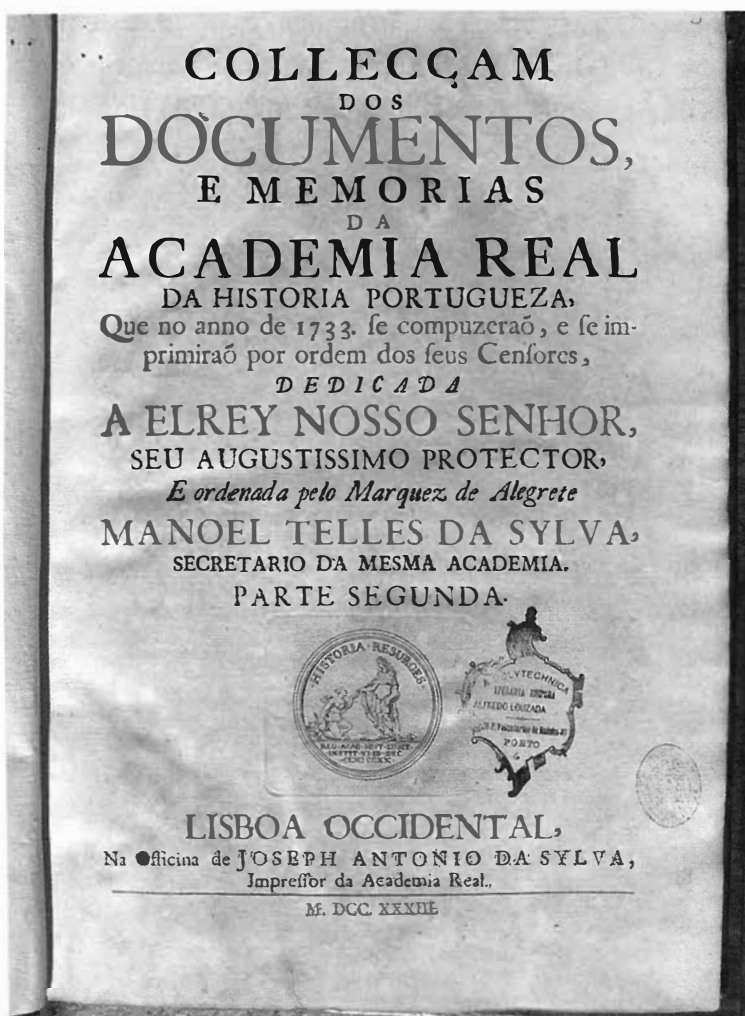 COLLECÇAM
DOS
DOCUMENTOS,
E MEMORIAS
DA
ACADEMIA REAL
DA HISTORIA PORTUGUEZA,
Que no anno de 1733. ſe compuzeraõ, e ſe im-
primiraõ por ordem dos ſeus Cenſores,
DEDICADA
A ELREY NOSSO SENHOR,
SEU AUGUSTISSIMO PROTECTOR,
E ordenada pelo Marquez de Alegrete
MANOEL TELLES DA SYLVA,
SECRETARIO DA MESMA ACADEMIA.
PARTE SEGUNDA.
HISTORIA RESURGES.
POLYTECHNICA
LIVRARIA EDITORA
ALFREDO LOUZADA
PORTO
LISBOA OCCIDENTAL,
Na Officina de JOSEPH ANTONIO DA SYLVA,
Impreſſor da Academia Real.
M. DCC. XXXIII.